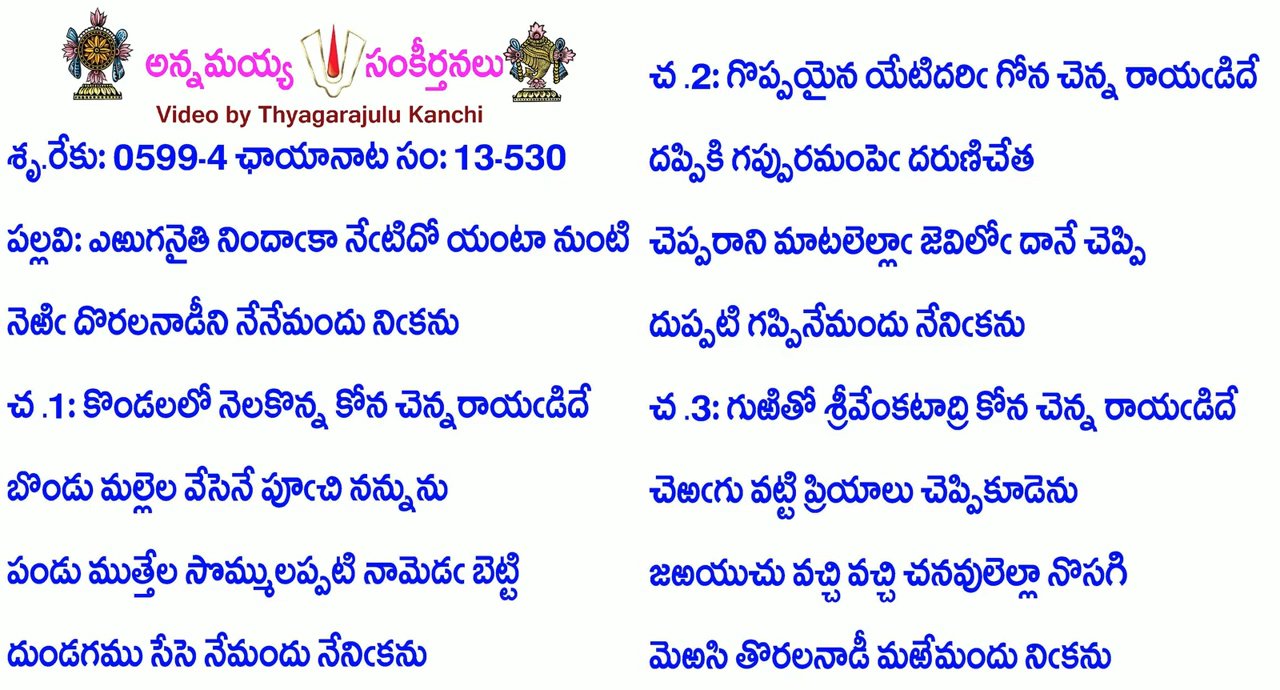 అన్నమయ్య సంకీర్తనలు
Video by Thyagarajulu Kanchi
శృ.రేకు: 0599-4 ఛాయానాట సం: 13-530
పల్లవి: ఎఱుగనైతి నిందాఁకా నేఁటిదో యంటా నుంటి
నెఱిఁ దొరలనాడీని నేనేమందు నిఁకను
చ .1: కొండలలో నెలకొన్న కోన చెన్నరాయఁడిదే
బొండు మల్లెల వేసెనే పూఁచి నన్నును
పండు ముత్తేల సొమ్ములప్పటి నామెడఁ బెట్టి
దుండగము సేసె నేమందు నేనిఁకను
చ .2: గొప్పయైన యేటిదరిఁ గోన చెన్న రాయఁడిదే
దప్పికి గప్పురమంపెఁ దరుణిచేత
చెప్పరాని మాటలెల్లాఁ జెవిలోఁ దానే చెప్పి
దుప్పటి గప్పినేమందు నేనిఁకను
చ .3: గుఱితో శ్రీవేంకటాద్రి కోన చెన్న రాయఁడిదే
చెఱఁగు వట్టి ప్రియాలు చెప్పికూడెను
జఱయుచు వచ్చి వచ్చి చనవులెల్లా నొసగి
మెఱసి తొరలనాడీ మఱేమందు నిఁకను